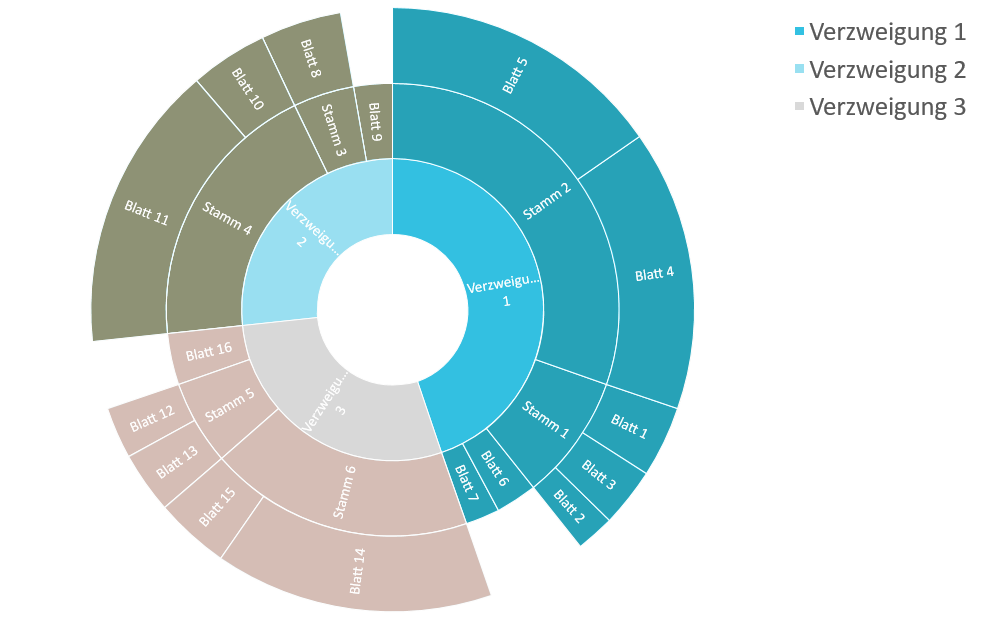 Verzweigung 1
Verzweigung 2
Verzweigung 3
Blatt 5
Blatt 4
Stamm 2
Verzweigu...
1
Stamm 1
Blatt 1
Blatt 3
Blatt 2
Blatt 6
Blatt 7
Verzweigu...
3
Stamm 6
Blatt 14
Blatt 15
Stamm 5
Blatt 13
Blatt 12
Blatt 16
Verzweigu...
2
Stamm 4
Blatt 11
Blatt 10
Stamm 3
Blatt 8
Blatt 9